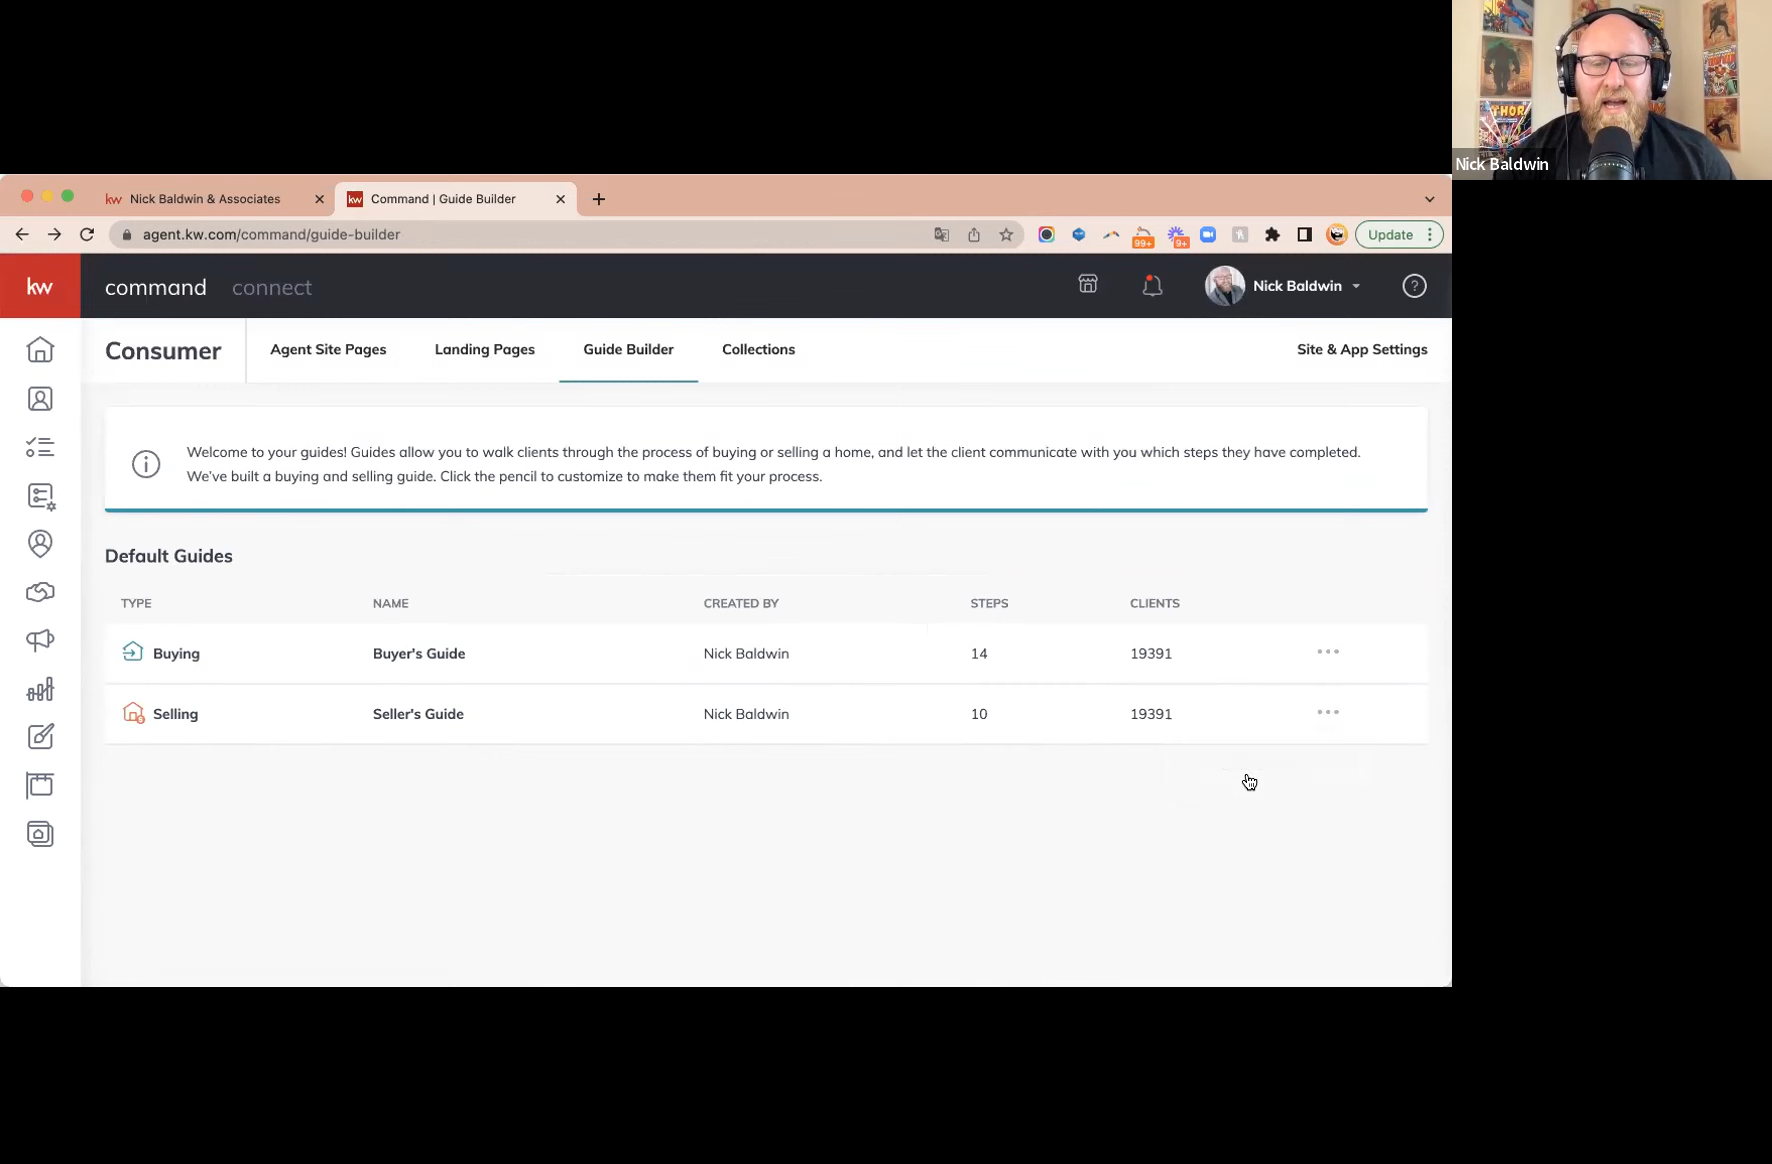 THOR
Nick Baldwin
kw Nick Baldwin & Associates
kw Command | Guide Builder
agent.kw.com/command/guide-builder
99+
9+
Update
kw
command connect
Nick Baldwin
?
Consumer
Agent Site Pages
Landing Pages
Guide Builder
Collections
Site & App Settings
Welcome to your guides! Guides allow you to walk clients through the process of buying or selling a home, and let the client communicate with you which steps they have completed.
We've built a buying and selling guide. Click the pencil to customize to make them fit your process.
Default Guides
TYPE NAME CREATED BY STEPS CLIENTS
Buying Buyer's Guide Nick Baldwin 14 19391
Selling Seller's Guide Nick Baldwin 10 19391